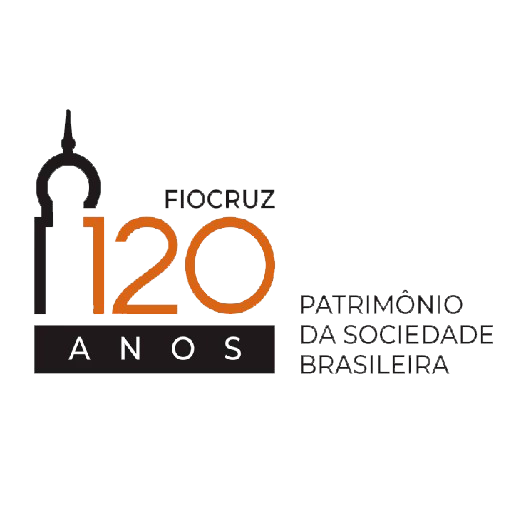 FIOCRUZ
120
ANOS
PATRIMÔNIO
DA SOCIEDADE
BRASILEIRA